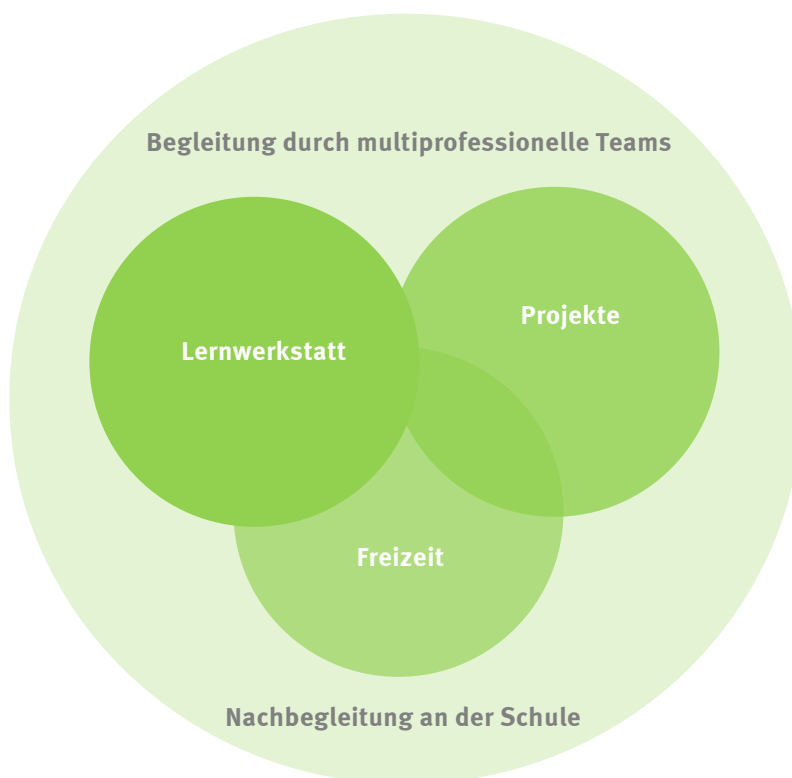 Begleitung durch multiprofessionelle Teams
Projekte
Lernwerkstatt
Freizeit
Nachbegleitung an der Schule